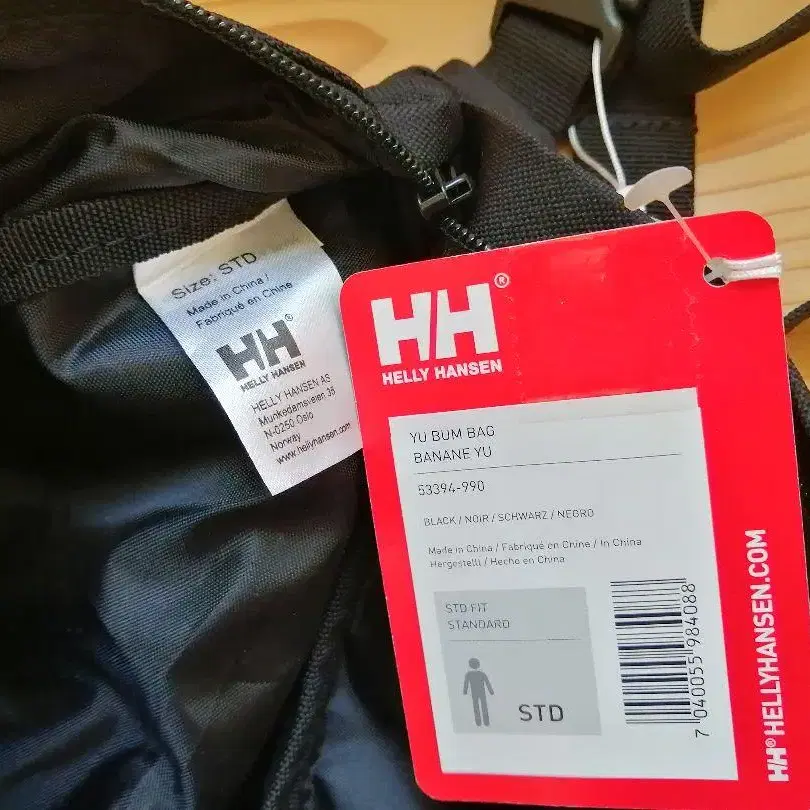 Size: STD
Made in China /
Fabriqué en Chine
HH®
HELLY HANSEN
HELLY HANSEN AS
Munkedamsveien 35
N-0250 Oslo
Norway
www.hellyhansen.com
HH®
HELLY HANSEN
YU BUM BAG
BANANE YU
53394-990
BLACK / NOIR / SCHWARZ / NEGRO
Made in China / Fabriqué en Chine / In China
Hergestellt / Hecho en China
STD FIT
STANDARD
STD
7 040055 984088
HH® HELLYHANSEN.COM